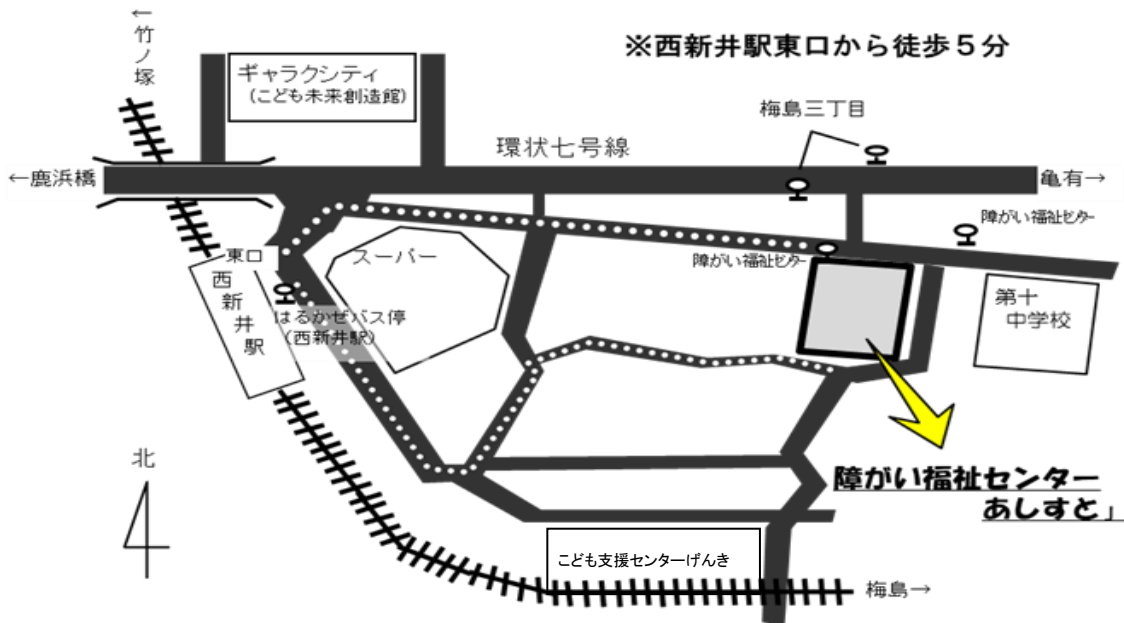 ←竹ノ塚
※西新井駅東口から徒歩５分
ギャラクシティ
(こども未来創造館)
梅島三丁目
環状七号線
←鹿浜橋
亀有→
障がい福祉センター
東口
スーパー
障がい福祉センター
西新井駅
はるかぜバス停
(西新井駅)
第十
中学校
北
障がい福祉センター
あしすと」
こども支援センターげんき
梅島→